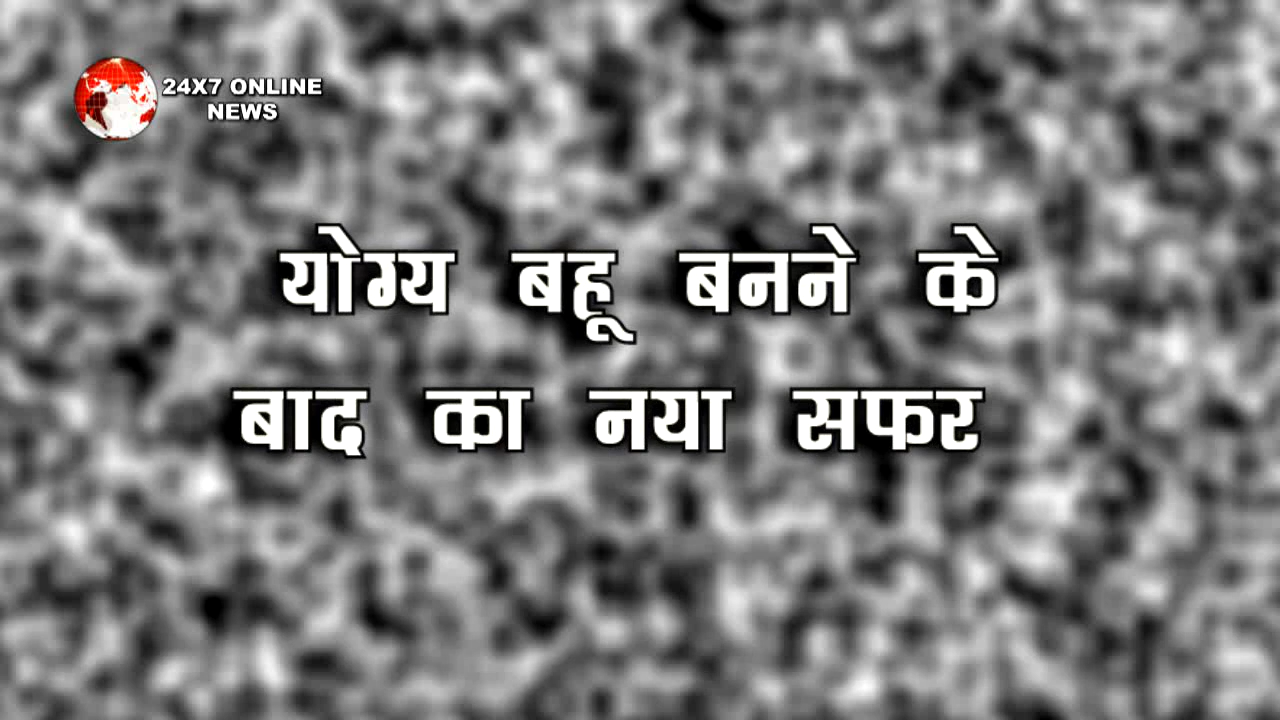 24X7 ONLINE
NEWS
योग्य बहू बनने के
बाद का नया सफर